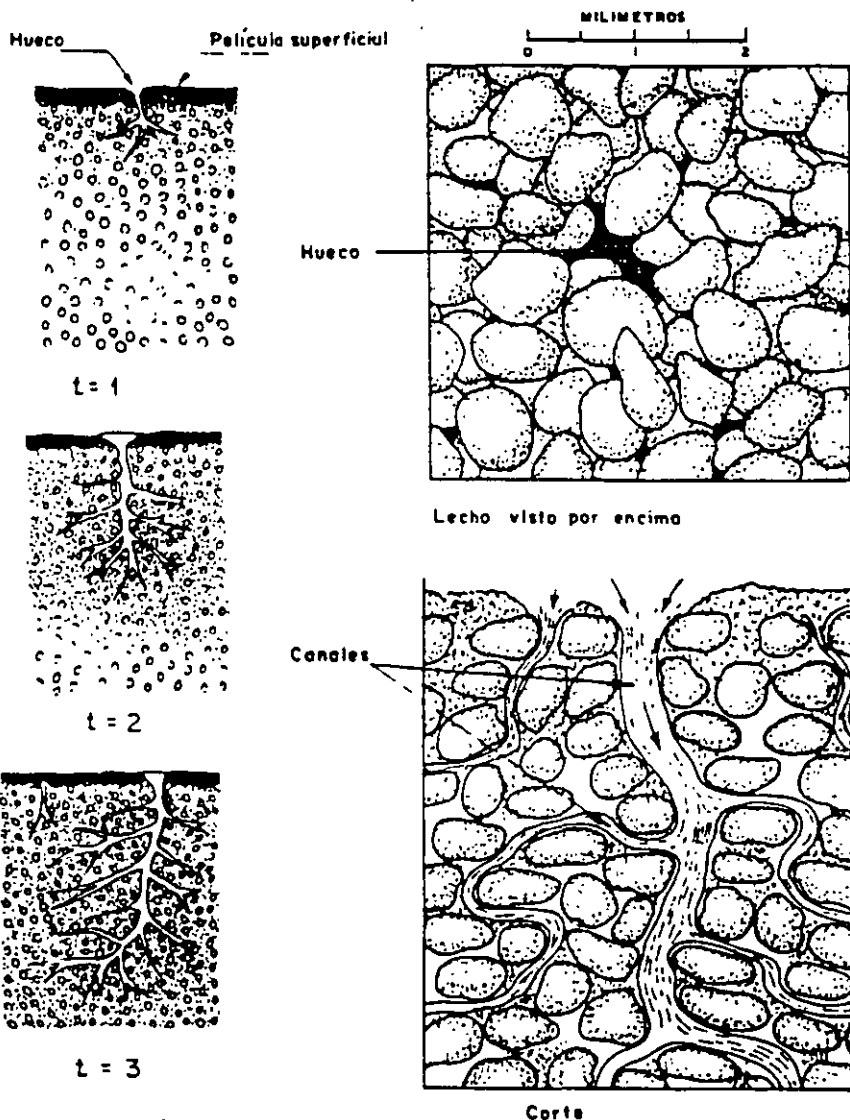 Hueco
Película superficial
t = 1
t = 2
t = 3
MILIMETROS
0 1 2
Hueco
Lecho visto por encima
Canales
Corte